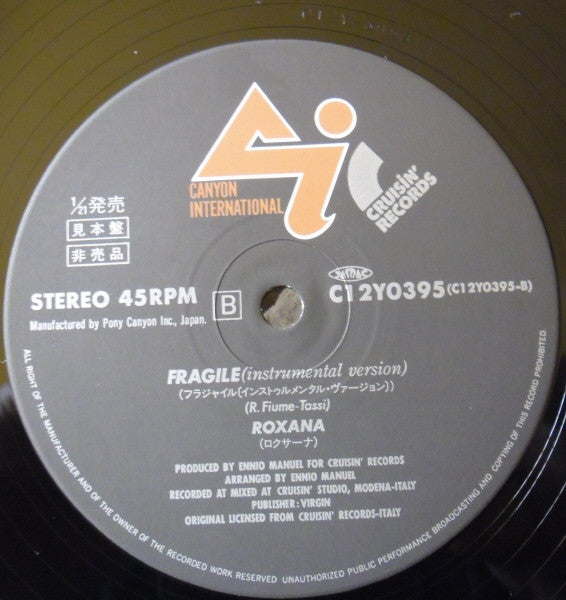 CANYON
INTERNATIONAL
CRUISIN'
RECORDS
1/21発売
見本盤
非売品
STEREO 45RPM
B
JASRAC
C12Y0395(C12Y0395-B)
Manufactured by Pony Canyon Inc., Japan.
FRAGILE(instrumental version)
(フラジャイル〔インストゥルメンタル・ヴァージョン〕)
(R. Fiume-Tassi)
ROXANA
(ロクサーナ)
PRODUCED BY ENNIO MANUEL FOR CRUISIN' RECORDS
ARRANGED BY ENNIO MANUEL
RECORDED AT MIXED AT CRUISIN' STUDIO, MODENA-ITALY
PUBLISHER: VIRGIN
ORIGINAL LICENSED FROM CRUISIN' RECORDS-ITALY
ALL RIGHT OF THE MANUFACTURER AND OF THE OWNER OF THE RECORDED WORK RESERVED UNAUTHORIZED PUBLIC PERFORMANCE BROADCASTING AND COPYING OF THIS RECORD PROHIBITED